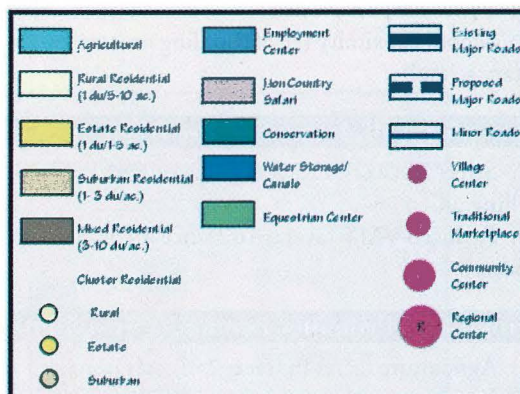 Agricultural
Rural Residential
(1 du/5-10 ac.)
Estate Residential
(1 du/1-5 ac.)
Suburban Residential
(1- 3 du/ac.)
Mixed Residential
(3-10 du/ac.)
Cluster Residential
Rural
Estate
Suburban
Employment
Center
Lion Country
Safari
Conservation
Water Storage/
Canals
Equestrian Center
Existing
Major Roads
Proposed
Major Roads
Minor Roads
Village
Center
Traditional
Marketplace
Community
Center
R
Regional
Center